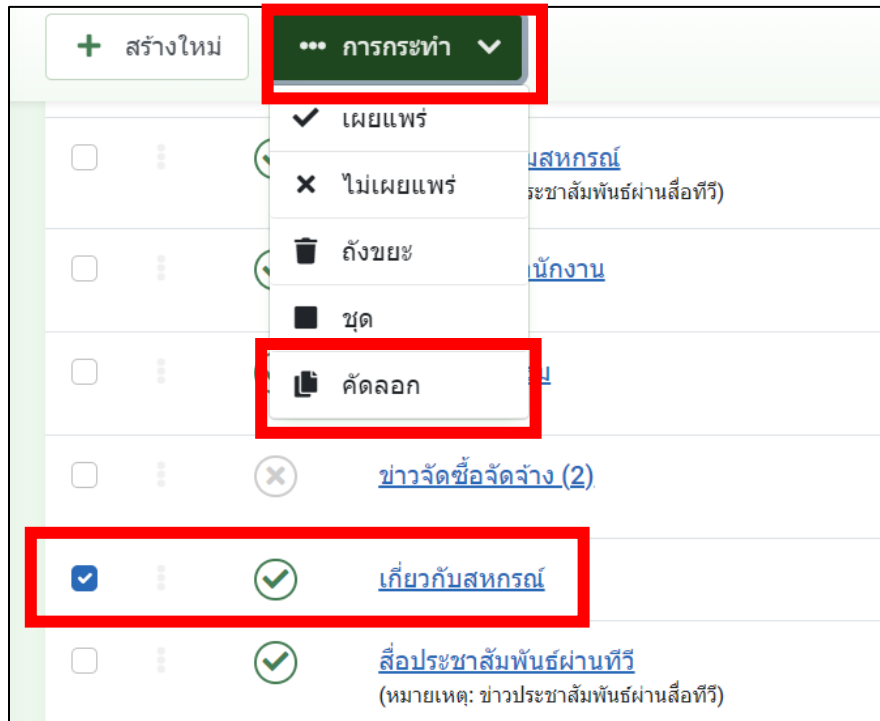 สร้างใหม่
การกระทำ
เผยแพร่
ไม่เผยแพร่
ถังขยะ
ชุด
คัดลอก
สหกรณ์
ประชาสัมพันธ์ผ่านสื่อทีวี)
นักงาน
ข่าวจัดซื้อจัดจ้าง (2)
เกี่ยวกับสหกรณ์
สื่อประชาสัมพันธ์ผ่านทีวี
(หมายเหตุ: ข่าวประชาสัมพันธ์ผ่านสื่อทีวี)